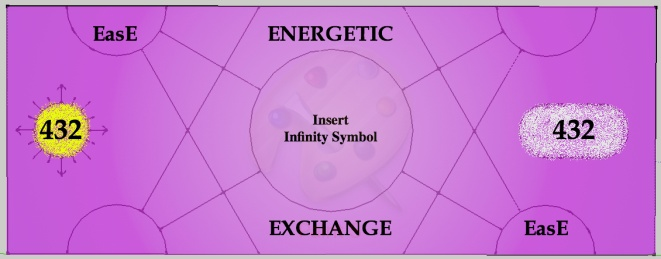 EasE
ENERGETIC
432
Insert
Infinity Symbol
432
EXCHANGE
EasE